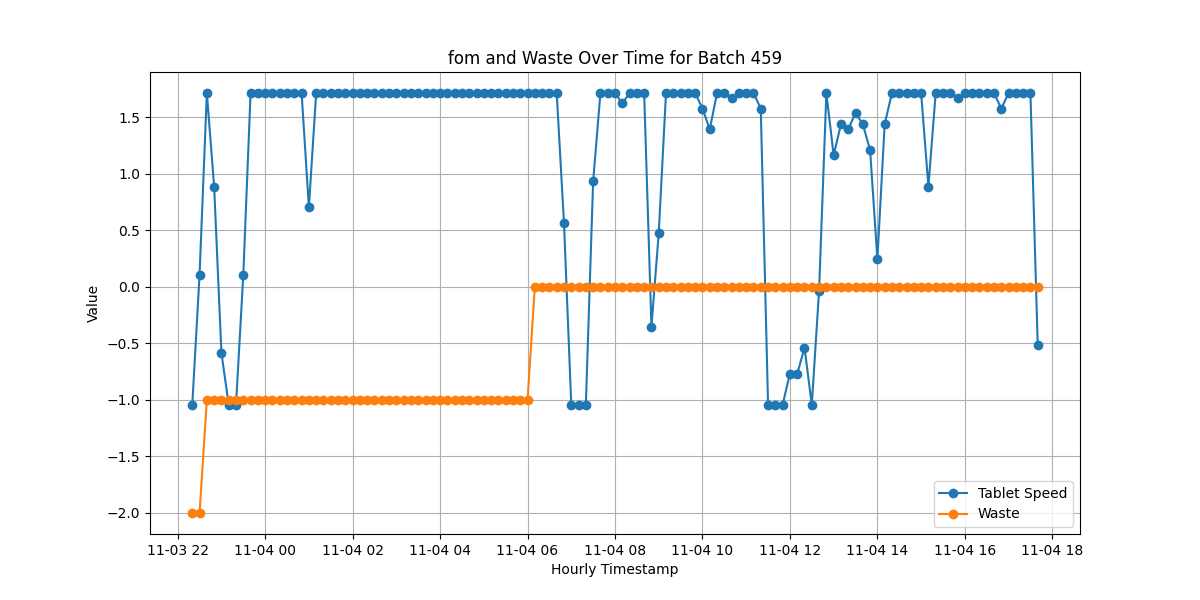 fom and Waste Over Time for Batch 459
Value
1.5
1.0
0.5
0.0
−0.5
−1.0
−1.5
−2.0
Tablet Speed
Waste
11-03 22 11-04 00 11-04 02 11-04 04 11-04 06 11-04 08 11-04 10 11-04 12 11-04 14 11-04 16 11-04 18
Hourly Timestamp